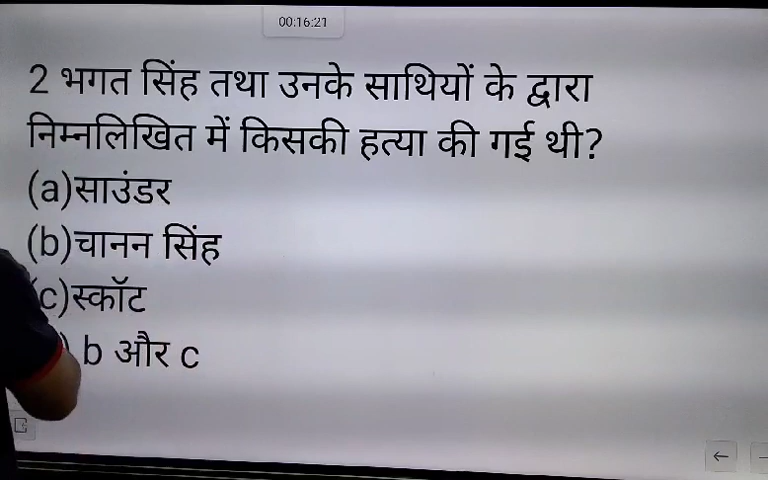 00:16:21
2 भगत सिंह तथा उनके साथियों के द्वारा
निम्नलिखित में किसकी हत्या की गई थी?
(a)साउंडर
(b)चानन सिंह
(c)स्कॉट
) b और c